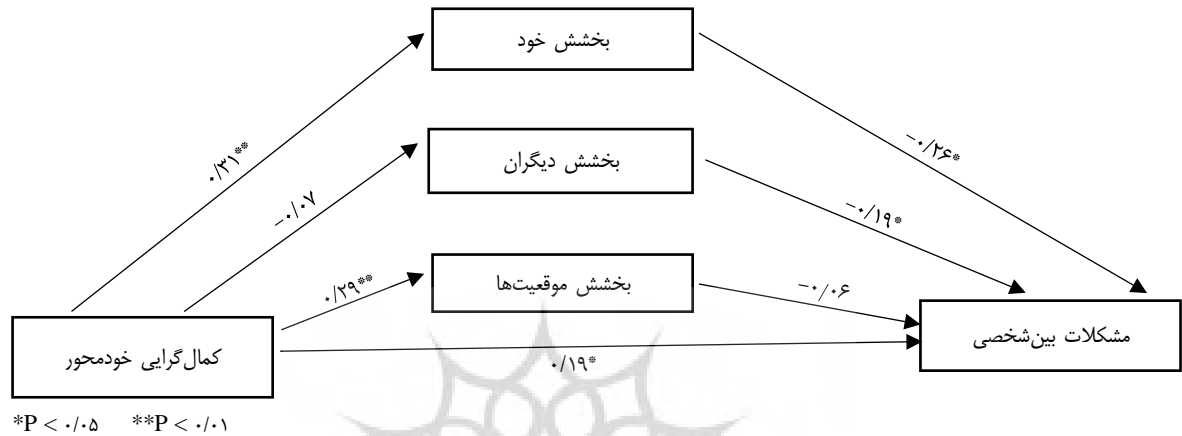 بخشش خود
۰/۳۱**
−۰/۲۶*
بخشش دیگران
−۰/۰۷
−۰/۱۹*
بخشش موقعیت‌ها
۰/۲۹**
−۰/۰۶
کمال‌گرایی خودمحور
مشکلات بین‌شخصی
۰/۱۹*
*P < ۰/۰۵ **P < ۰/۰۱